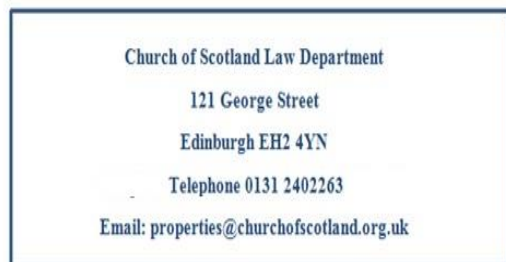 Church of Scotland Law Department
121 George Street
Edinburgh EH2 4YN
Telephone 0131 2402263
Email: properties@churchofscotland.org.uk